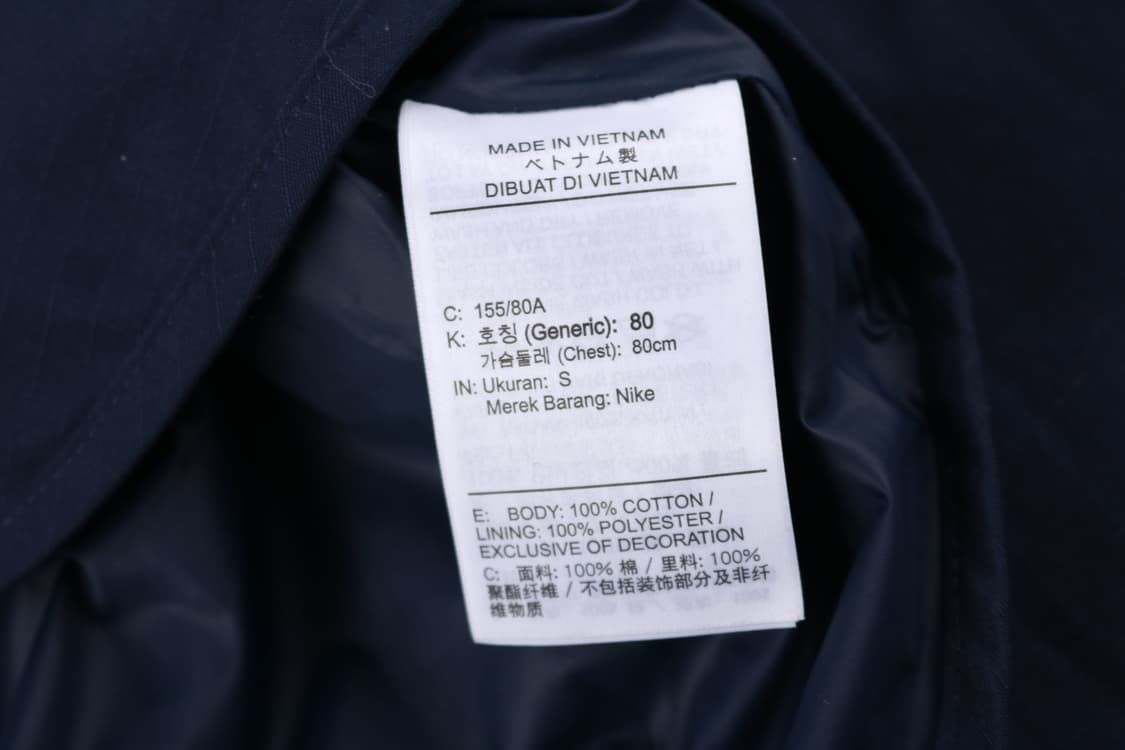 MADE IN VIETNAM
ベトナム製
DIBUAT DI VIETNAM
C: 155/80A
K: 호칭 (Generic): 80
가슴둘레 (Chest): 80cm
IN: Ukuran: S
Merek Barang: Nike
E: BODY: 100% COTTON /
LINING: 100% POLYESTER /
EXCLUSIVE OF DECORATION
C: 面料: 100% 棉 / 里料: 100%
聚酯纤维 / 不包括装饰部分及非纤
维物质